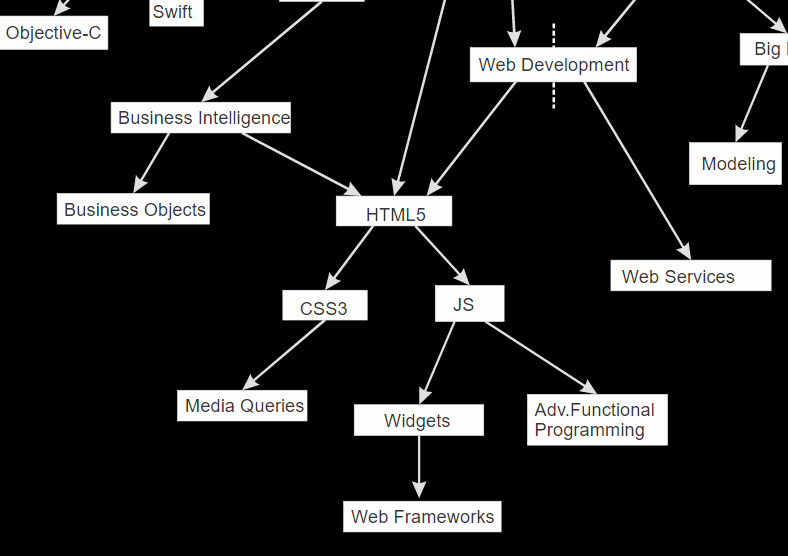 Swift
Objective-C
Big
Web Development
Business Intelligence
Modeling
Business Objects
HTML5
Web Services
CSS3
JS
Media Queries
Widgets
Adv.Functional
Programming
Web Frameworks